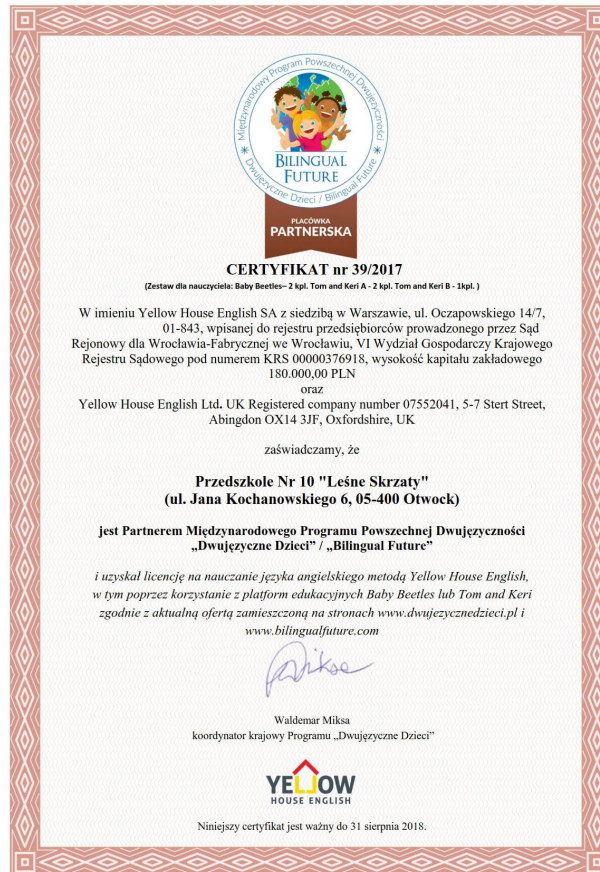 Międzynarodowy Program Powszechnej Dwujęzyczności
BILINGUAL
FUTURE
Dwujęzyczne Dzieci / Bilingual Future
PLACÓWKA
PARTNERSKA
CERTYFIKAT nr 39/2017
(Zestaw dla nauczyciela: Baby Beetles– 2 kpl. Tom and Keri A - 2 kpl. Tom and Keri B - 1kpl. )
W imieniu Yellow House English SA z siedzibą w Warszawie, ul. Oczapowskiego 14/7,
01-843, wpisanej do rejestru przedsiębiorców prowadzonego przez Sąd
Rejonowy dla Wrocławia-Fabrycznej we Wrocławiu, VI Wydział Gospodarczy Krajowego
Rejestru Sądowego pod numerem KRS 00000376918, wysokość kapitału zakładowego
180.000,00 PLN
oraz
Yellow House English Ltd. UK Registered company number 07552041, 5-7 Stert Street,
Abingdon OX14 3JF, Oxfordshire, UK
zaświadczamy, że
Przedszkole Nr 10 "Leśne Skrzaty"
(ul. Jana Kochanowskiego 6, 05-400 Otwock)
jest Partnerem Międzynarodowego Programu Powszechnej Dwujęzyczności
„Dwujęzyczne Dzieci” / „Bilingual Future”
i uzyskał licencję na nauczanie języka angielskiego metodą Yellow House English,
w tym poprzez korzystanie z platform edukacyjnych Baby Beetles lub Tom and Keri
zgodnie z aktualną ofertą zamieszczoną na stronach www.dwujezycznedzieci.pl i
www.bilingualfuture.com
Waldemar Miksa
koordynator krajowy Programu „Dwujęzyczne Dzieci”
YELLOW
HOUSE ENGLISH
Niniejszy certyfikat jest ważny do 31 sierpnia 2018.